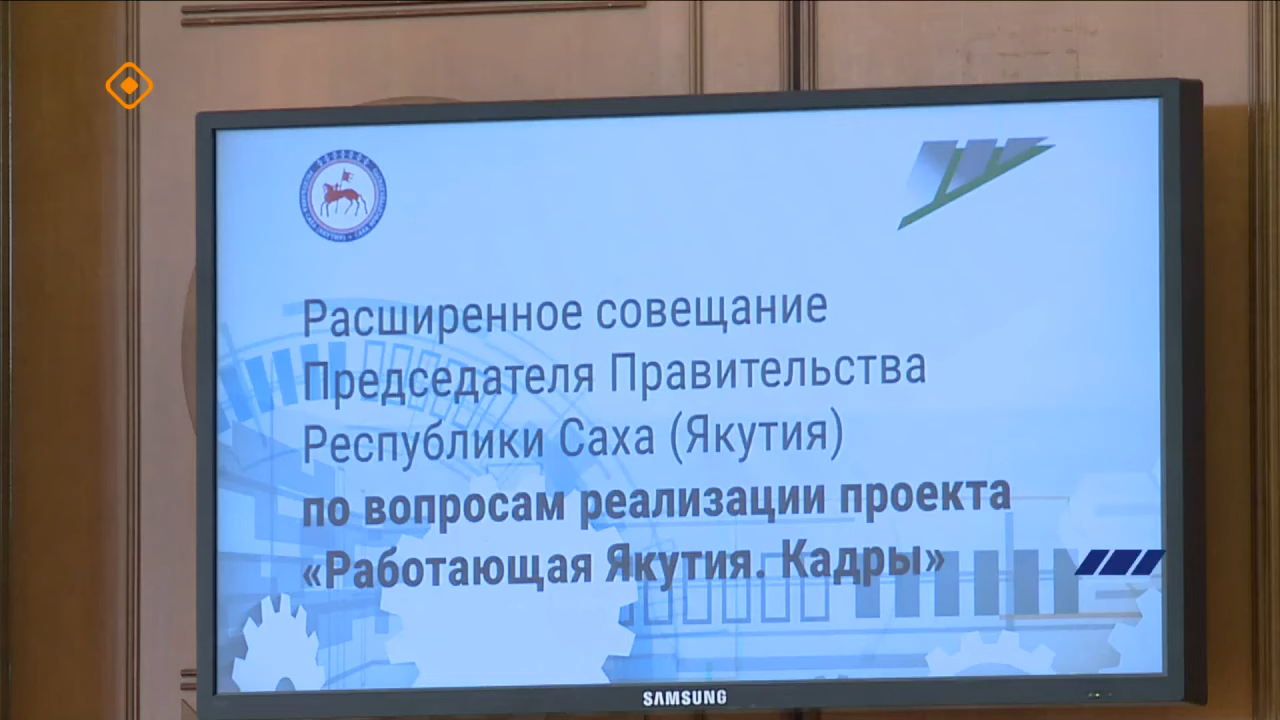 Расширенное совещание
Председателя Правительства
Республики Саха (Якутия)
по вопросам реализации проекта
«Работающая Якутия. Кадры»
SAMSUNG